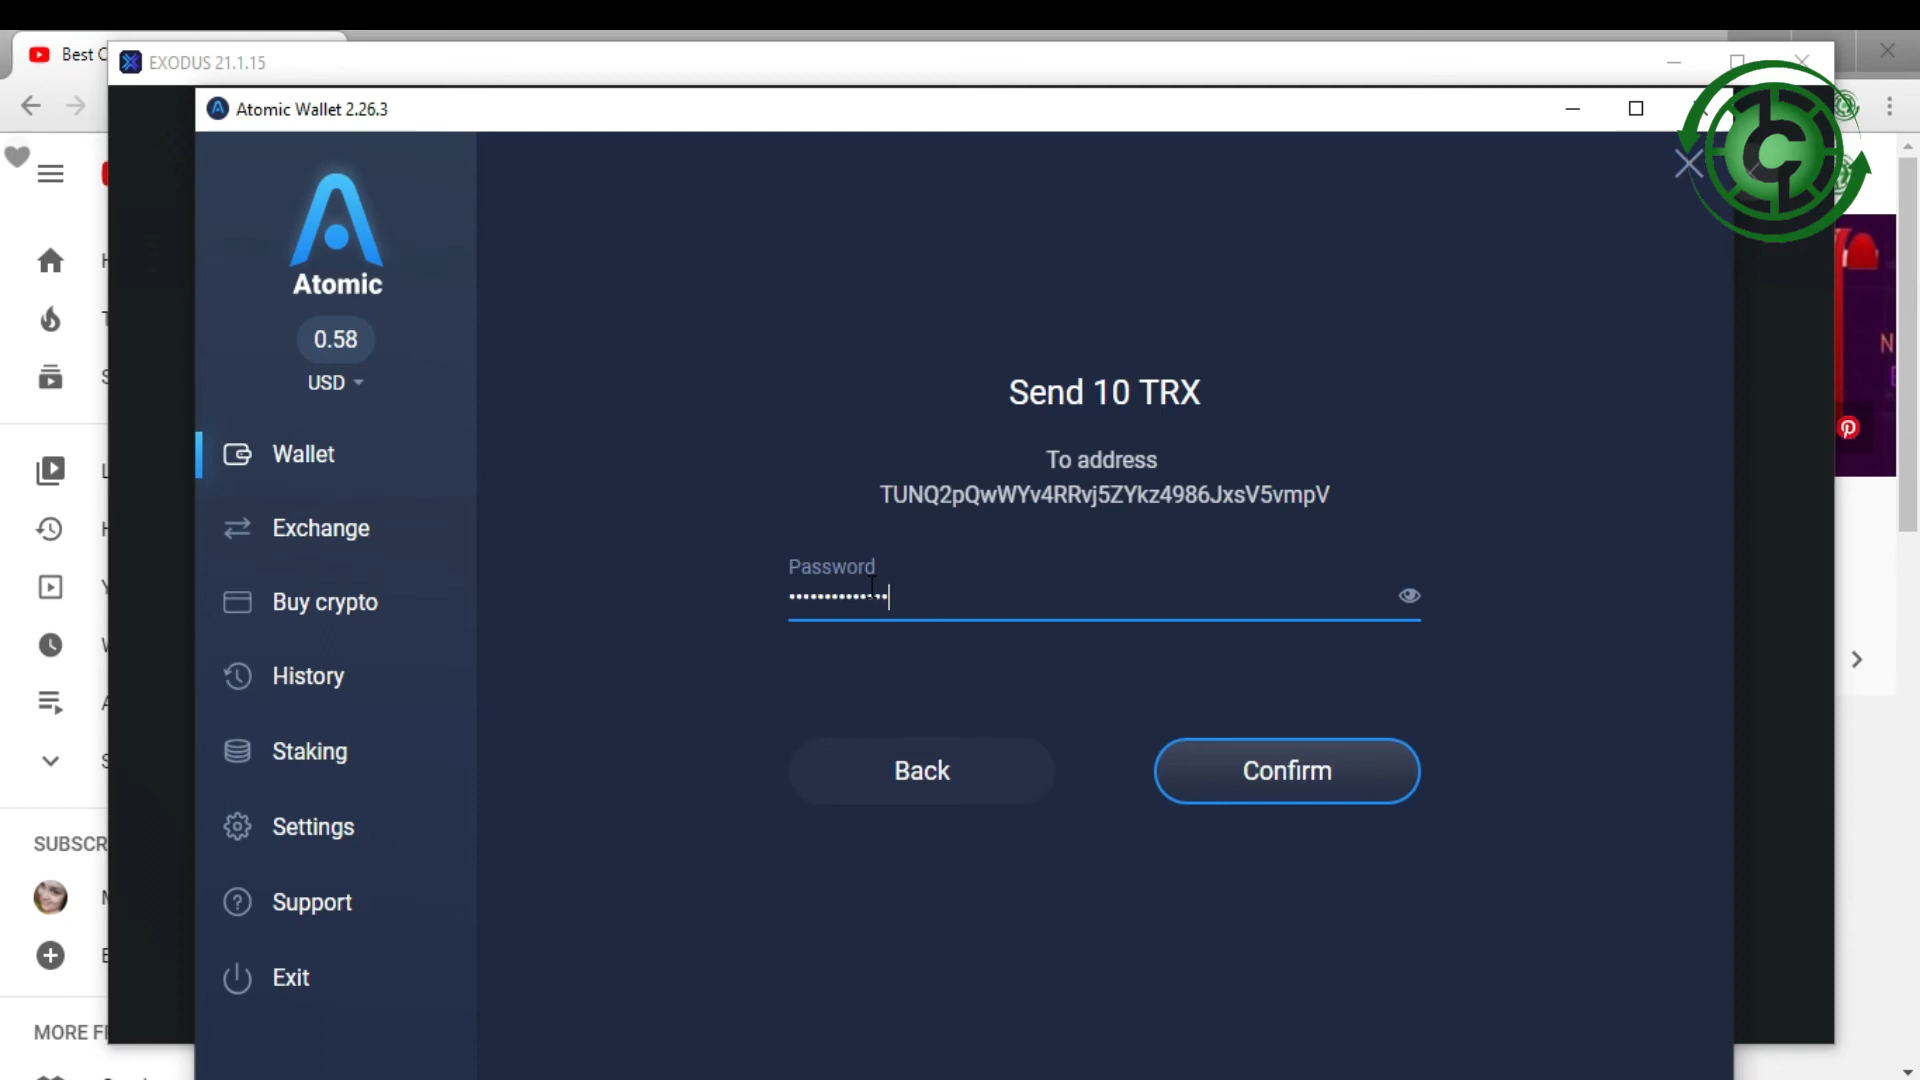 Best C
EXODUS 21.1.15
Atomic Wallet 2.26.3
Atomic
0.58
USD
Wallet
Exchange
Buy crypto
History
Staking
Settings
Support
Exit
Send 10 TRX
To address
TUNQ2pQwWYv4RRvj5ZYkz4986JxsV5vmpV
Password
Back
Confirm
SUBSCR
MORE F